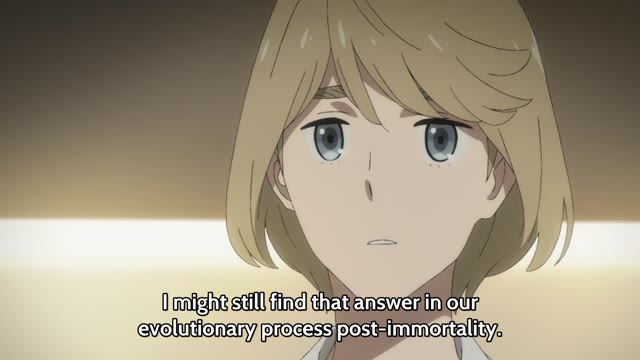 I might still find that answer in our
evolutionary process post-immortality.